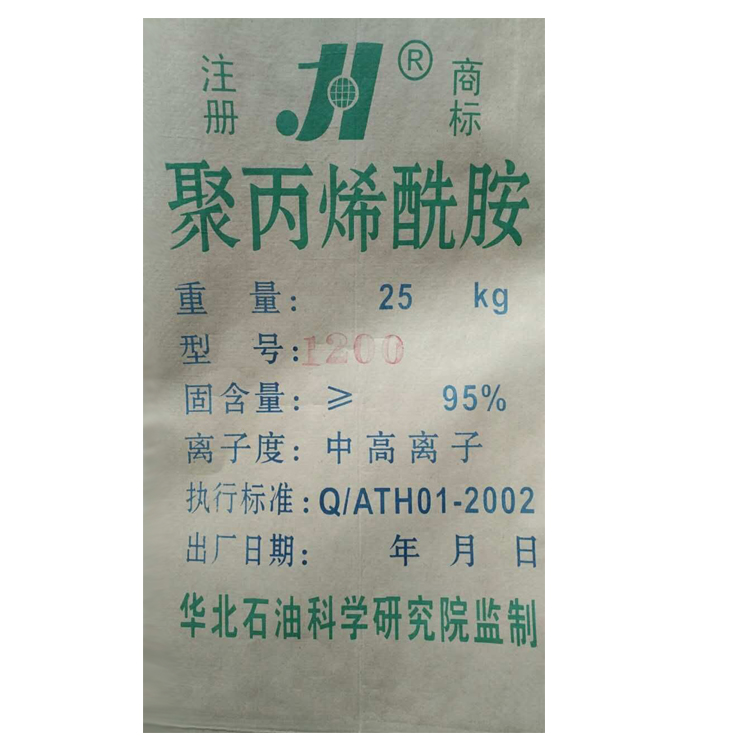 注册 JH ® 商标
聚丙烯酰胺
重量: 25 kg
型号:1200
固含量:≥ 95%
离子度:中高离子
执行标准:Q/ATH01-2002
出厂日期: 年月日
华北石油科学研究院监制